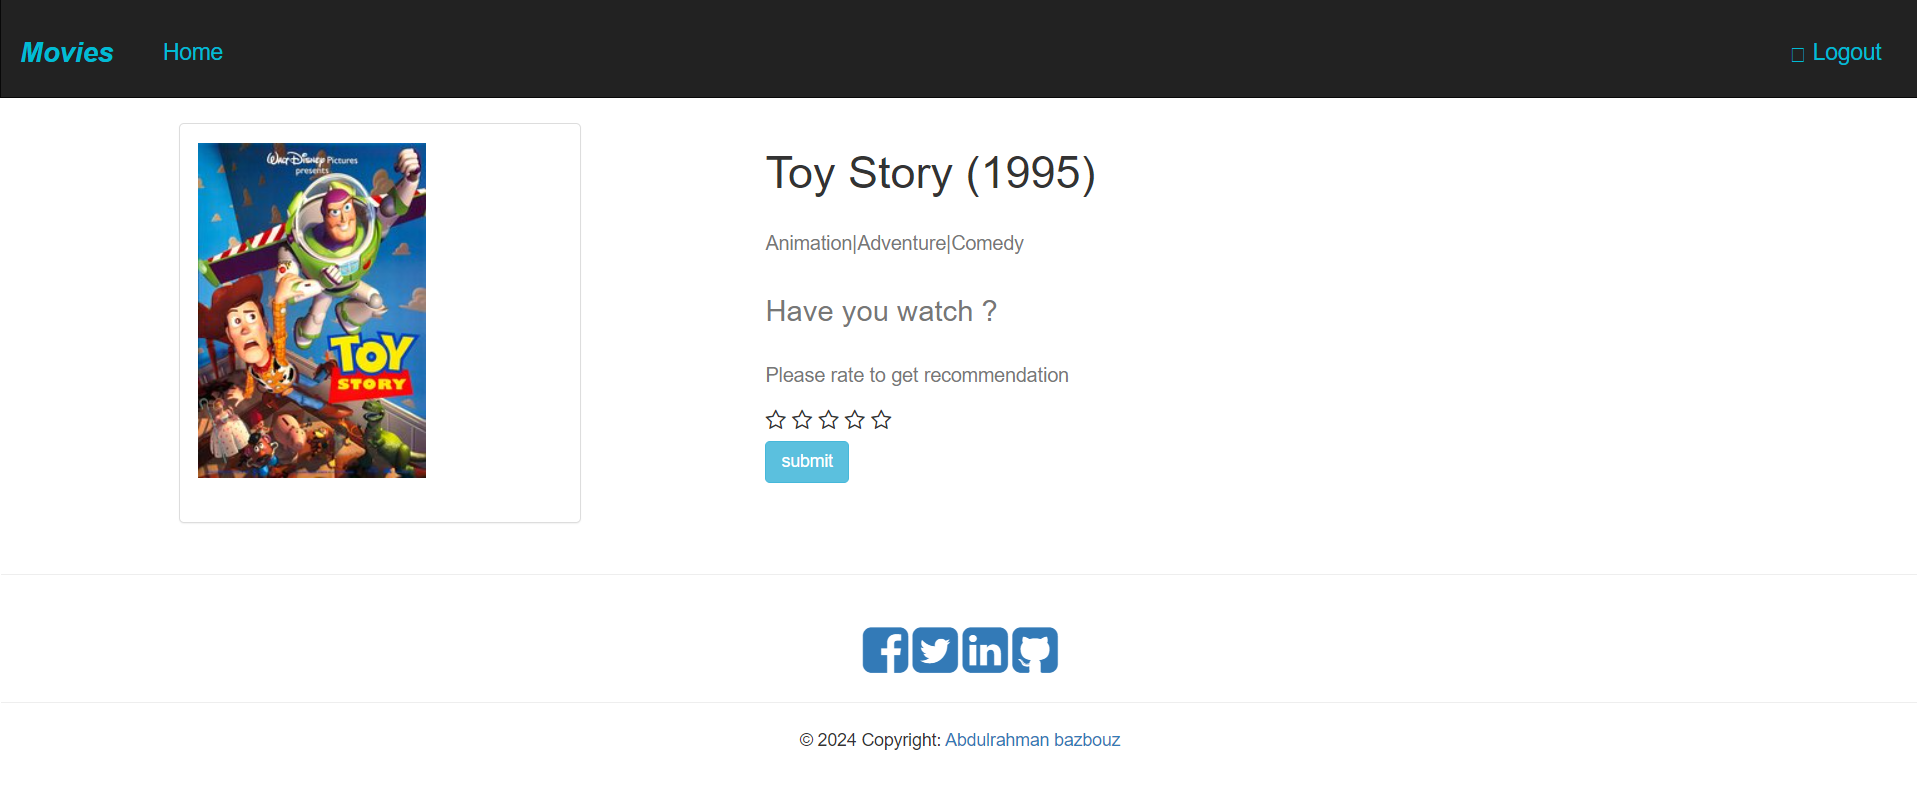 Movies
Home
Logout
WALT DISNEY Pictures
presents
TOY
STORY
Toy Story (1995)
Animation|Adventure|Comedy
Have you watch ?
Please rate to get recommendation
submit
© 2024 Copyright: Abdulrahman bazbouz